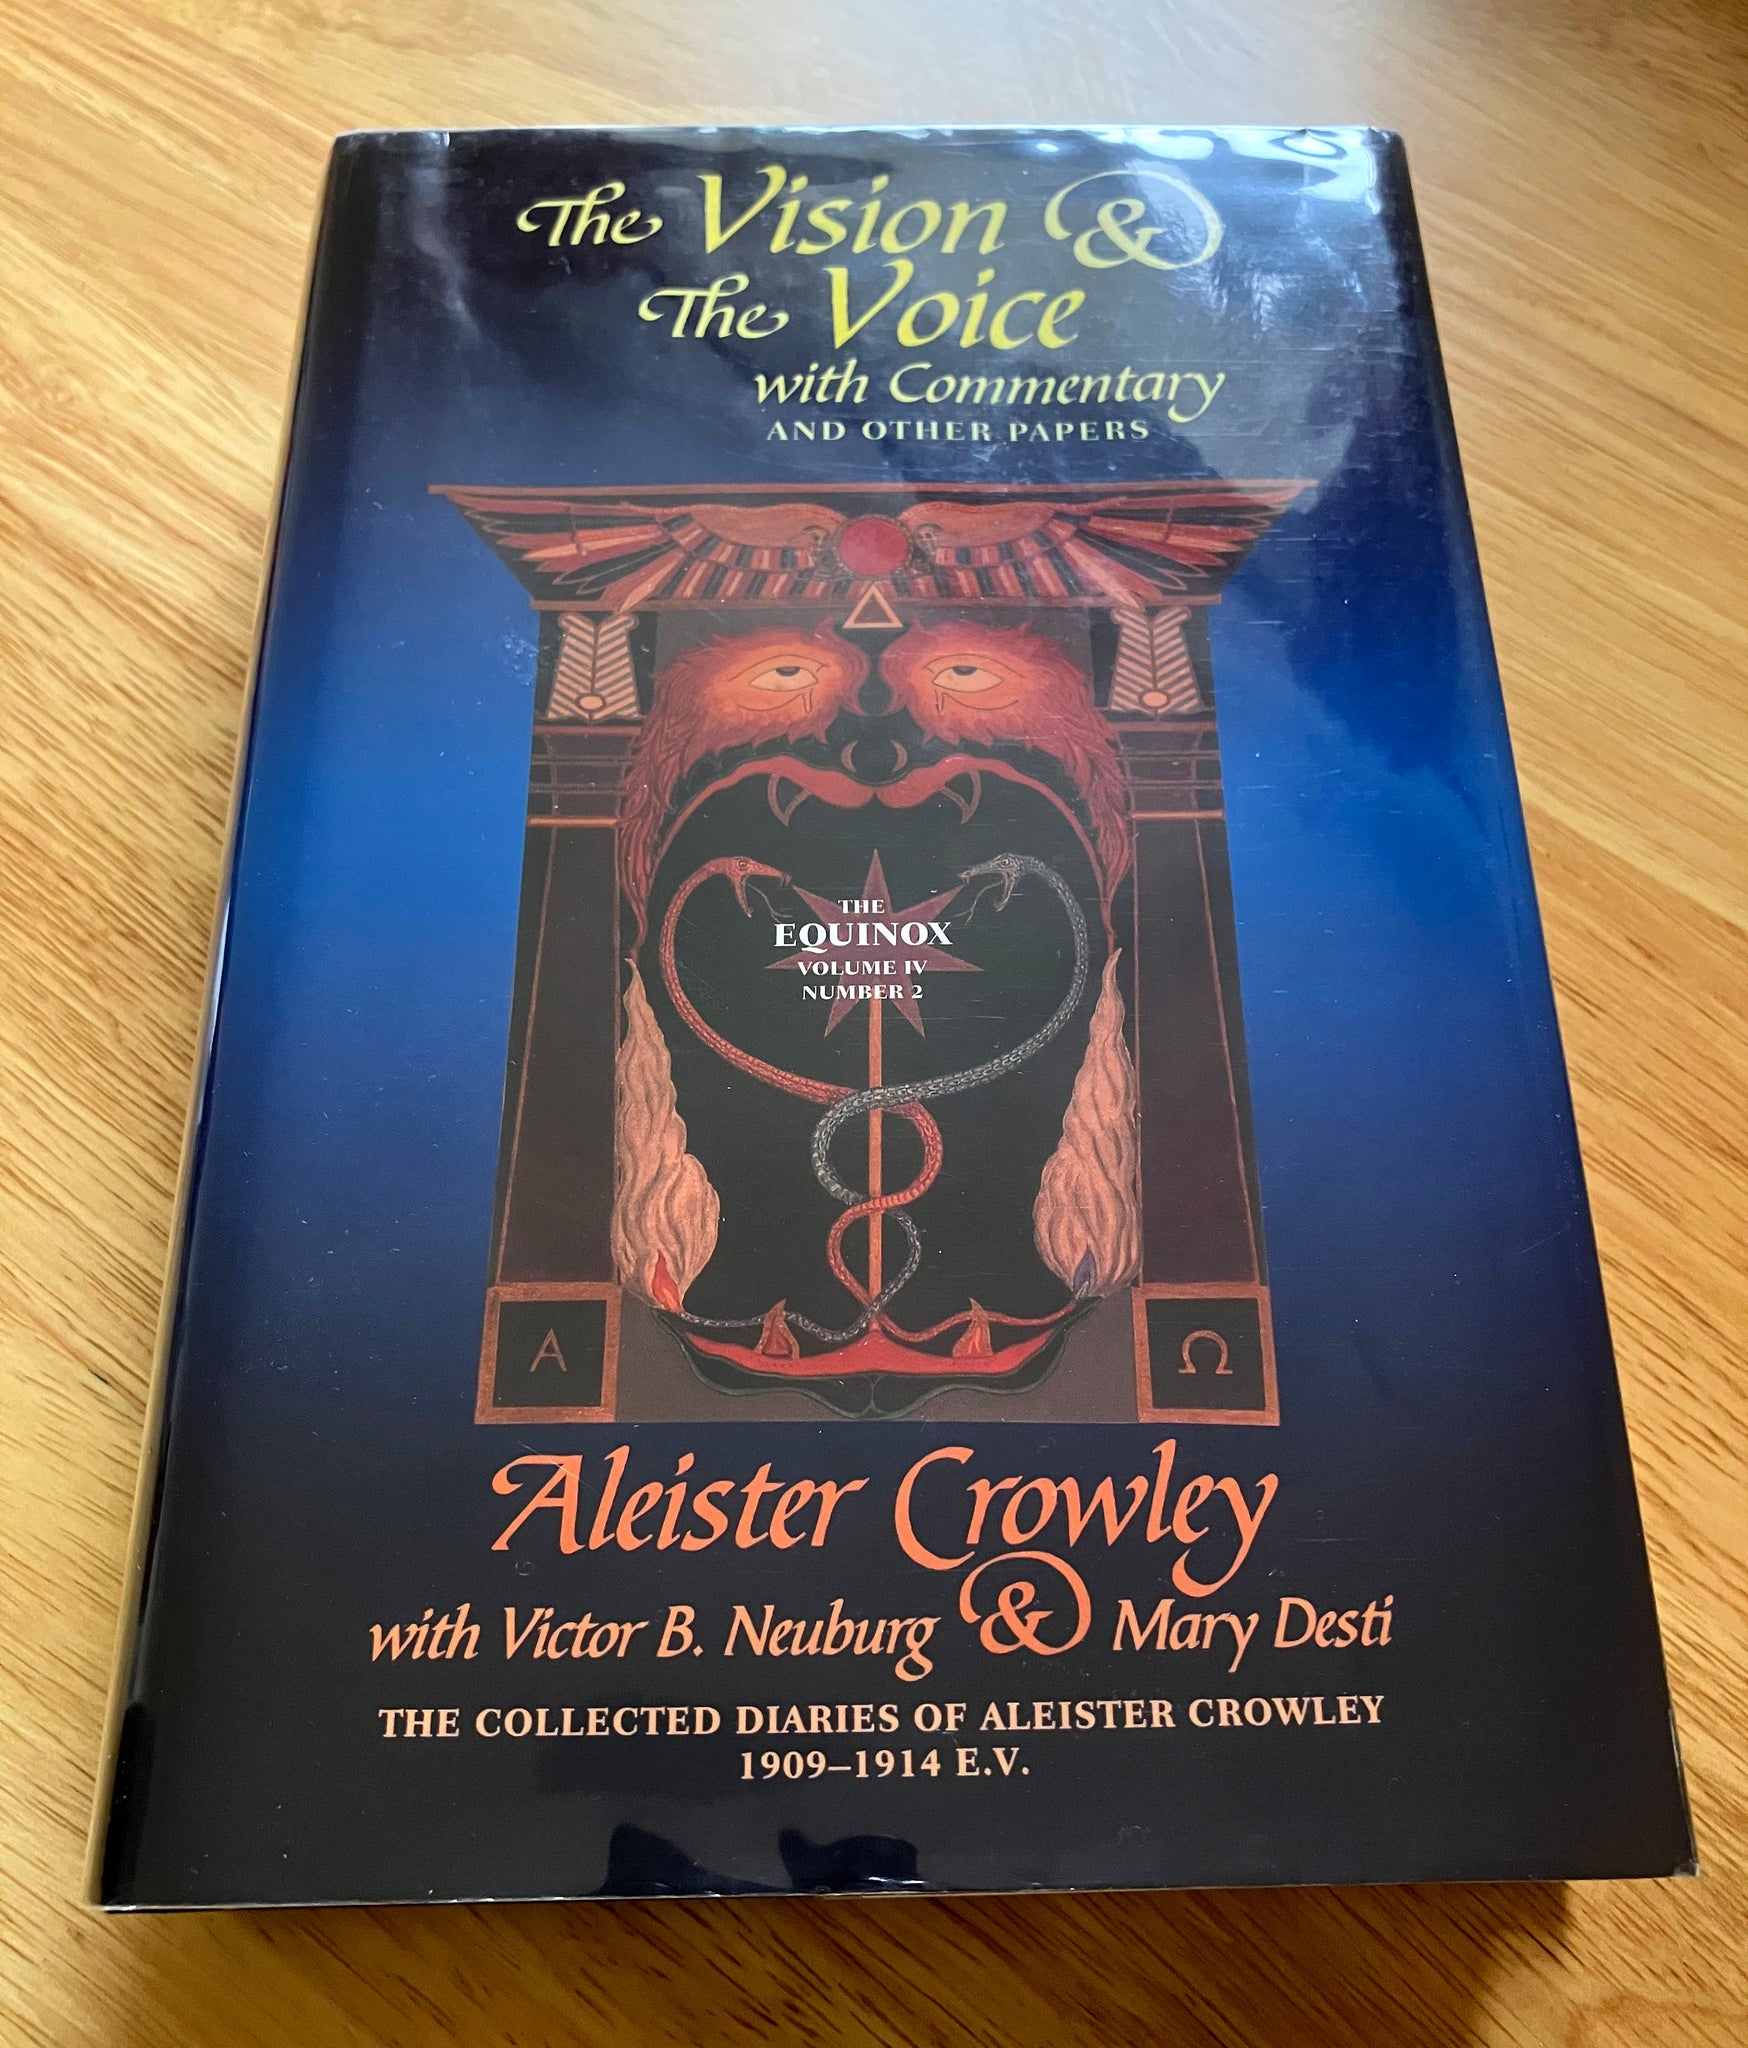 The Vision &
The Voice
with Commentary
AND OTHER PAPERS
THE
EQUINOX
VOLUME IV
NUMBER 2
A Ω
Aleister Crowley
with Victor B. Neuburg & Mary Desti
THE COLLECTED DIARIES OF ALEISTER CROWLEY
1909–1914 E.V.